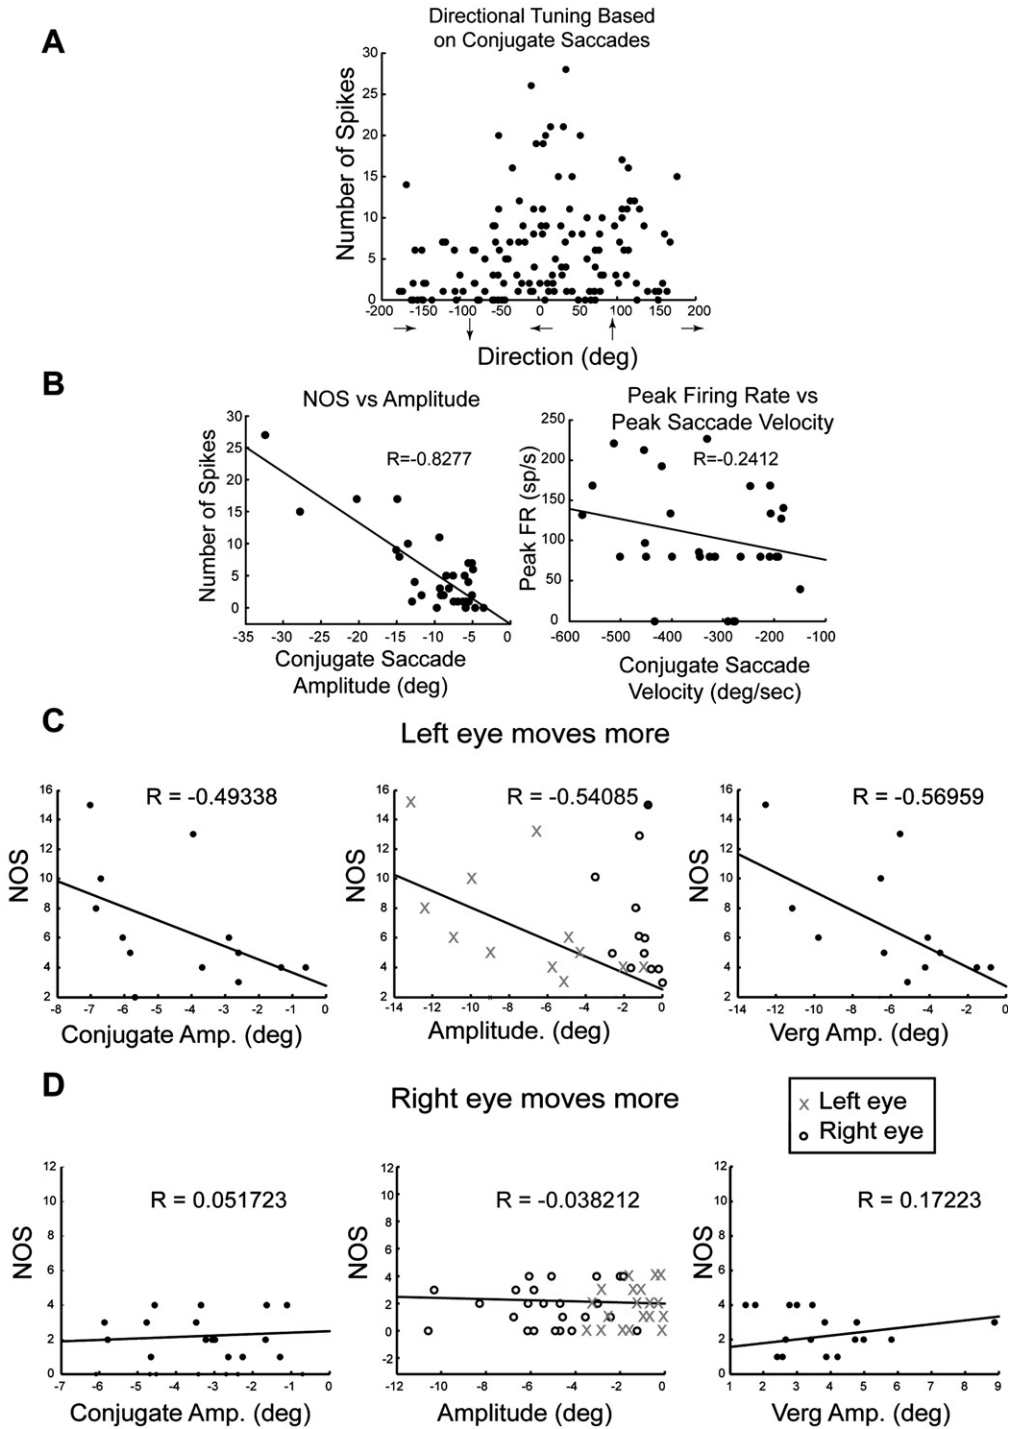 A
Directional Tuning Based
on Conjugate Saccades
Number of Spikes
30
25
20
15
10
5
0
-200 -150 -100 -50 0 50 100 150 200
Direction (deg)
B
NOS vs Amplitude
R=-0.8277
Number of Spikes
30
25
20
15
10
5
0
-35 -30 -25 -20 -15 -10 -5 0
Conjugate Saccade
Amplitude (deg)
Peak Firing Rate vs
Peak Saccade Velocity
R=-0.2412
Peak FR (sp/s)
250
200
150
100
50
0
-600 -500 -400 -300 -200 -100
Conjugate Saccade
Velocity (deg/sec)
C
Left eye moves more
R = -0.49338
NOS
16
14
12
10
8
6
4
2
-8 -7 -6 -5 -4 -3 -2 -1 0
Conjugate Amp. (deg)
R = -0.54085
NOS
16
14
12
10
8
6
4
2
-14 -12 -10 -8 -6 -4 -2 0
Amplitude. (deg)
R = -0.56959
NOS
16
14
12
10
8
6
4
2
-14 -12 -10 -8 -6 -4 -2 0
Verg Amp. (deg)
D
Right eye moves more
x Left eye
o Right eye
R = 0.051723
NOS
12
10
8
6
4
2
0
-7 -6 -5 -4 -3 -2 -1 0
Conjugate Amp. (deg)
R = -0.038212
NOS
12
10
8
6
4
2
0
-2
-12 -10 -8 -6 -4 -2 0
Amplitude (deg)
R = 0.17223
NOS
12
10
8
6
4
2
0
1 2 3 4 5 6 7 8 9
Verg Amp. (deg)